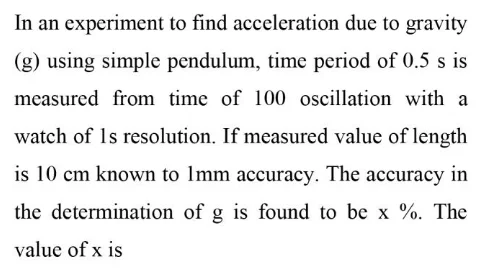 In an experiment to find acceleration due to gravity
(g) using simple pendulum, time period of 0.5 s is
measured from time of 100 oscillation with a
watch of 1s resolution. If measured value of length
is 10 cm known to 1mm accuracy. The accuracy in
the determination of g is found to be x %. The
value of x is